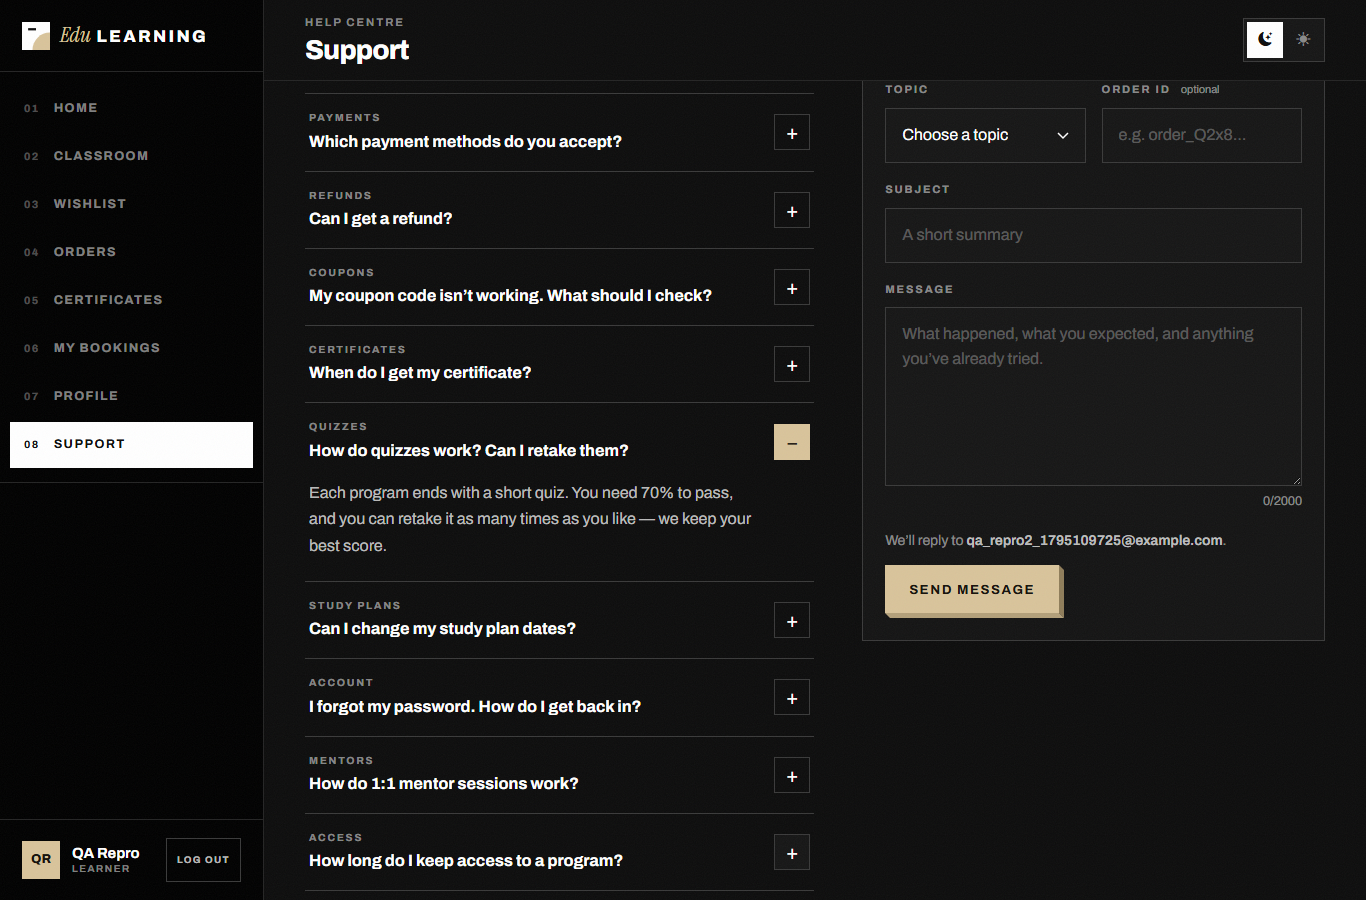 Edu LEARNING
01 HOME
02 CLASSROOM
03 WISHLIST
04 ORDERS
05 CERTIFICATES
06 MY BOOKINGS
07 PROFILE
08 SUPPORT
QR
QA Repro
LEARNER
LOG OUT
HELP CENTRE
Support
PAYMENTS
Which payment methods do you accept?
+
REFUNDS
Can I get a refund?
+
COUPONS
My coupon code isn’t working. What should I check?
+
CERTIFICATES
When do I get my certificate?
+
QUIZZES
How do quizzes work? Can I retake them?
−
Each program ends with a short quiz. You need 70% to pass,
and you can retake it as many times as you like — we keep your
best score.
STUDY PLANS
Can I change my study plan dates?
+
ACCOUNT
I forgot my password. How do I get back in?
+
MENTORS
How do 1:1 mentor sessions work?
+
ACCESS
How long do I keep access to a program?
+
TOPIC
Choose a topic
ORDER ID optional
e.g. order_Q2x8…
SUBJECT
A short summary
MESSAGE
What happened, what you expected, and anything
you’ve already tried.
0/2000
We’ll reply to qa_repro2_1795109725@example.com.
SEND MESSAGE